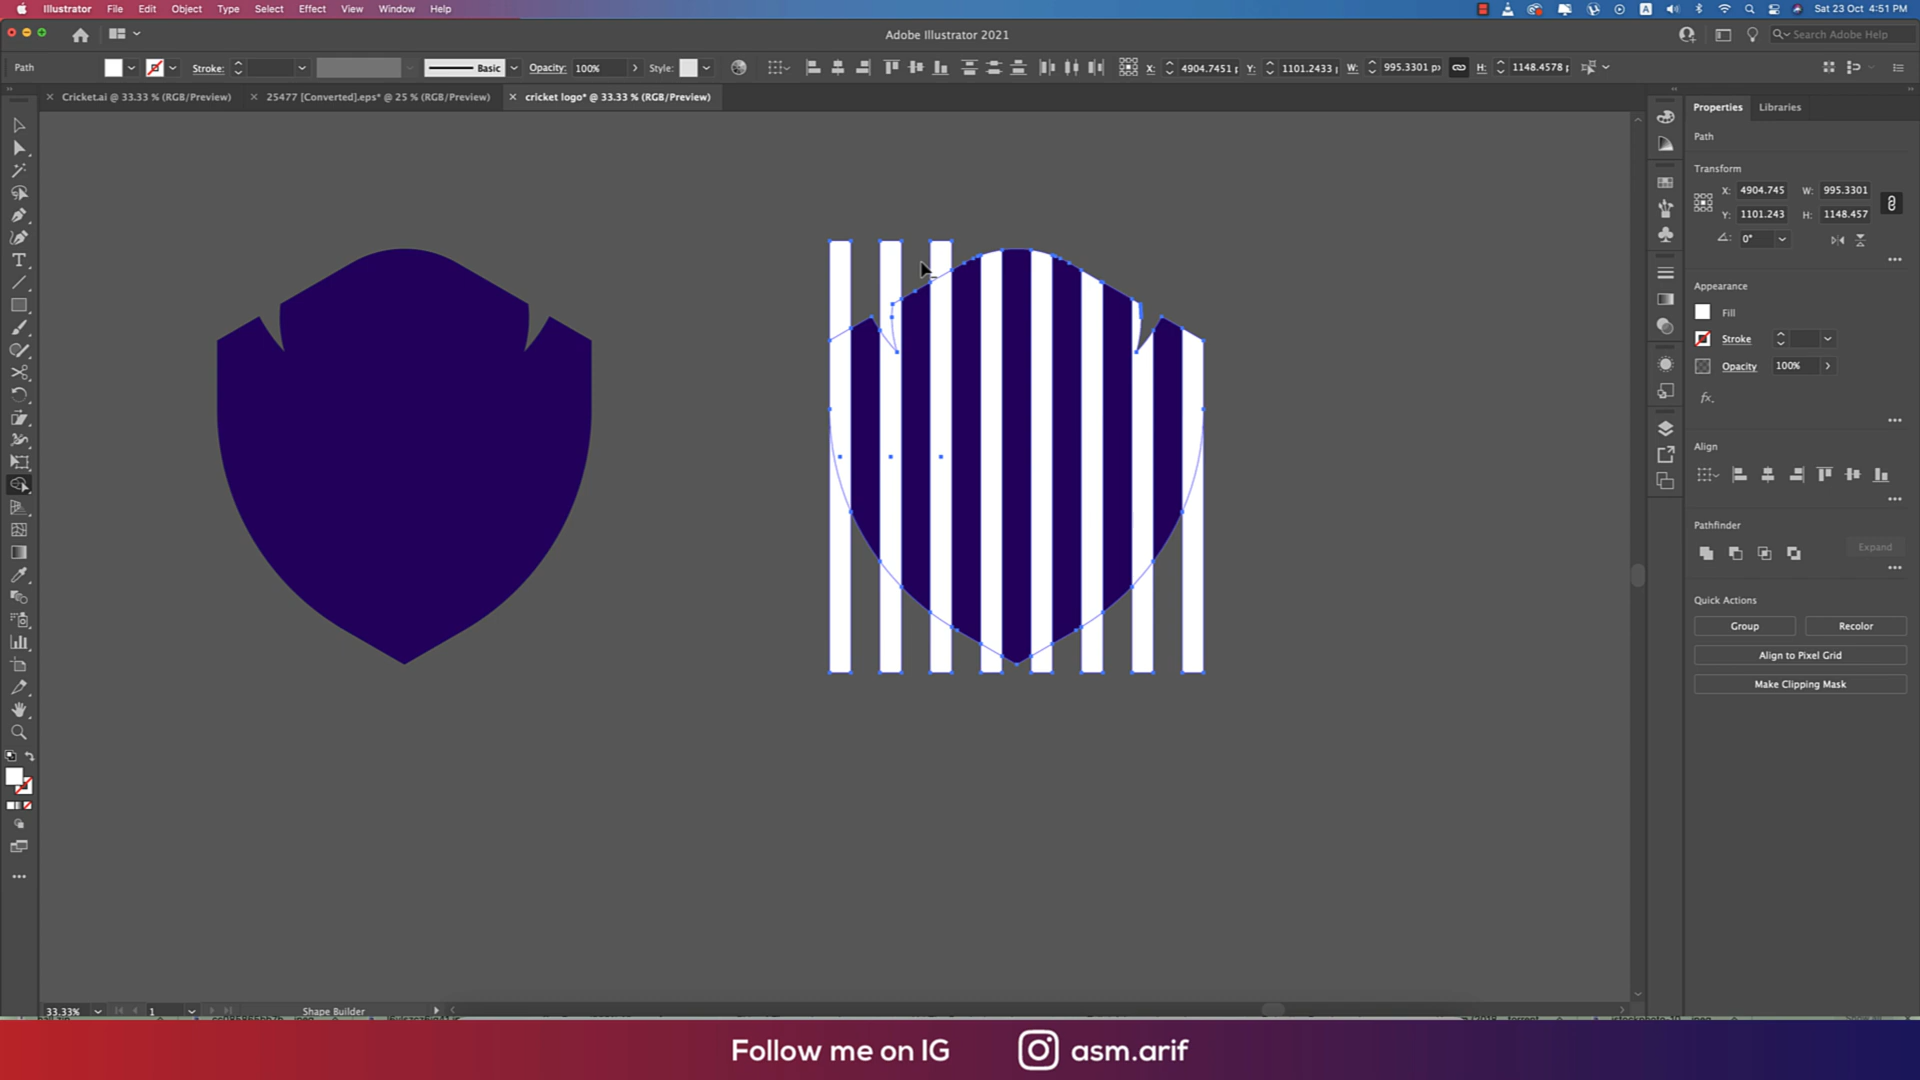 Illustrator File Edit Object Type Select Effect View Window Help
A Sat 23 Oct 4:51 PM
Adobe Illustrator 2021
Search Adobe Help
Path Stroke: Basic Opacity: 100% Style: X: 4904.7451 Y: 1101.2433 W: 995.3301 px H: 1148.4578
Cricket.ai @ 33.33 % (RGB/Preview) 25477 [Converted].eps* @ 25 % (RGB/Preview) cricket logo* @ 33.33 % (RGB/Preview)
Properties Libraries
Path
Transform
X: 4904.745 W: 995.3301
Y: 1101.243 H: 1148.457
0°
Appearance
Fill
Stroke
Opacity 100%
fx.
Align
Pathfinder
Expand
Quick Actions
Group Recolor
Align to Pixel Grid
Make Clipping Mask
33.33% 1 Shape Builder
Follow me on IG asm.arif